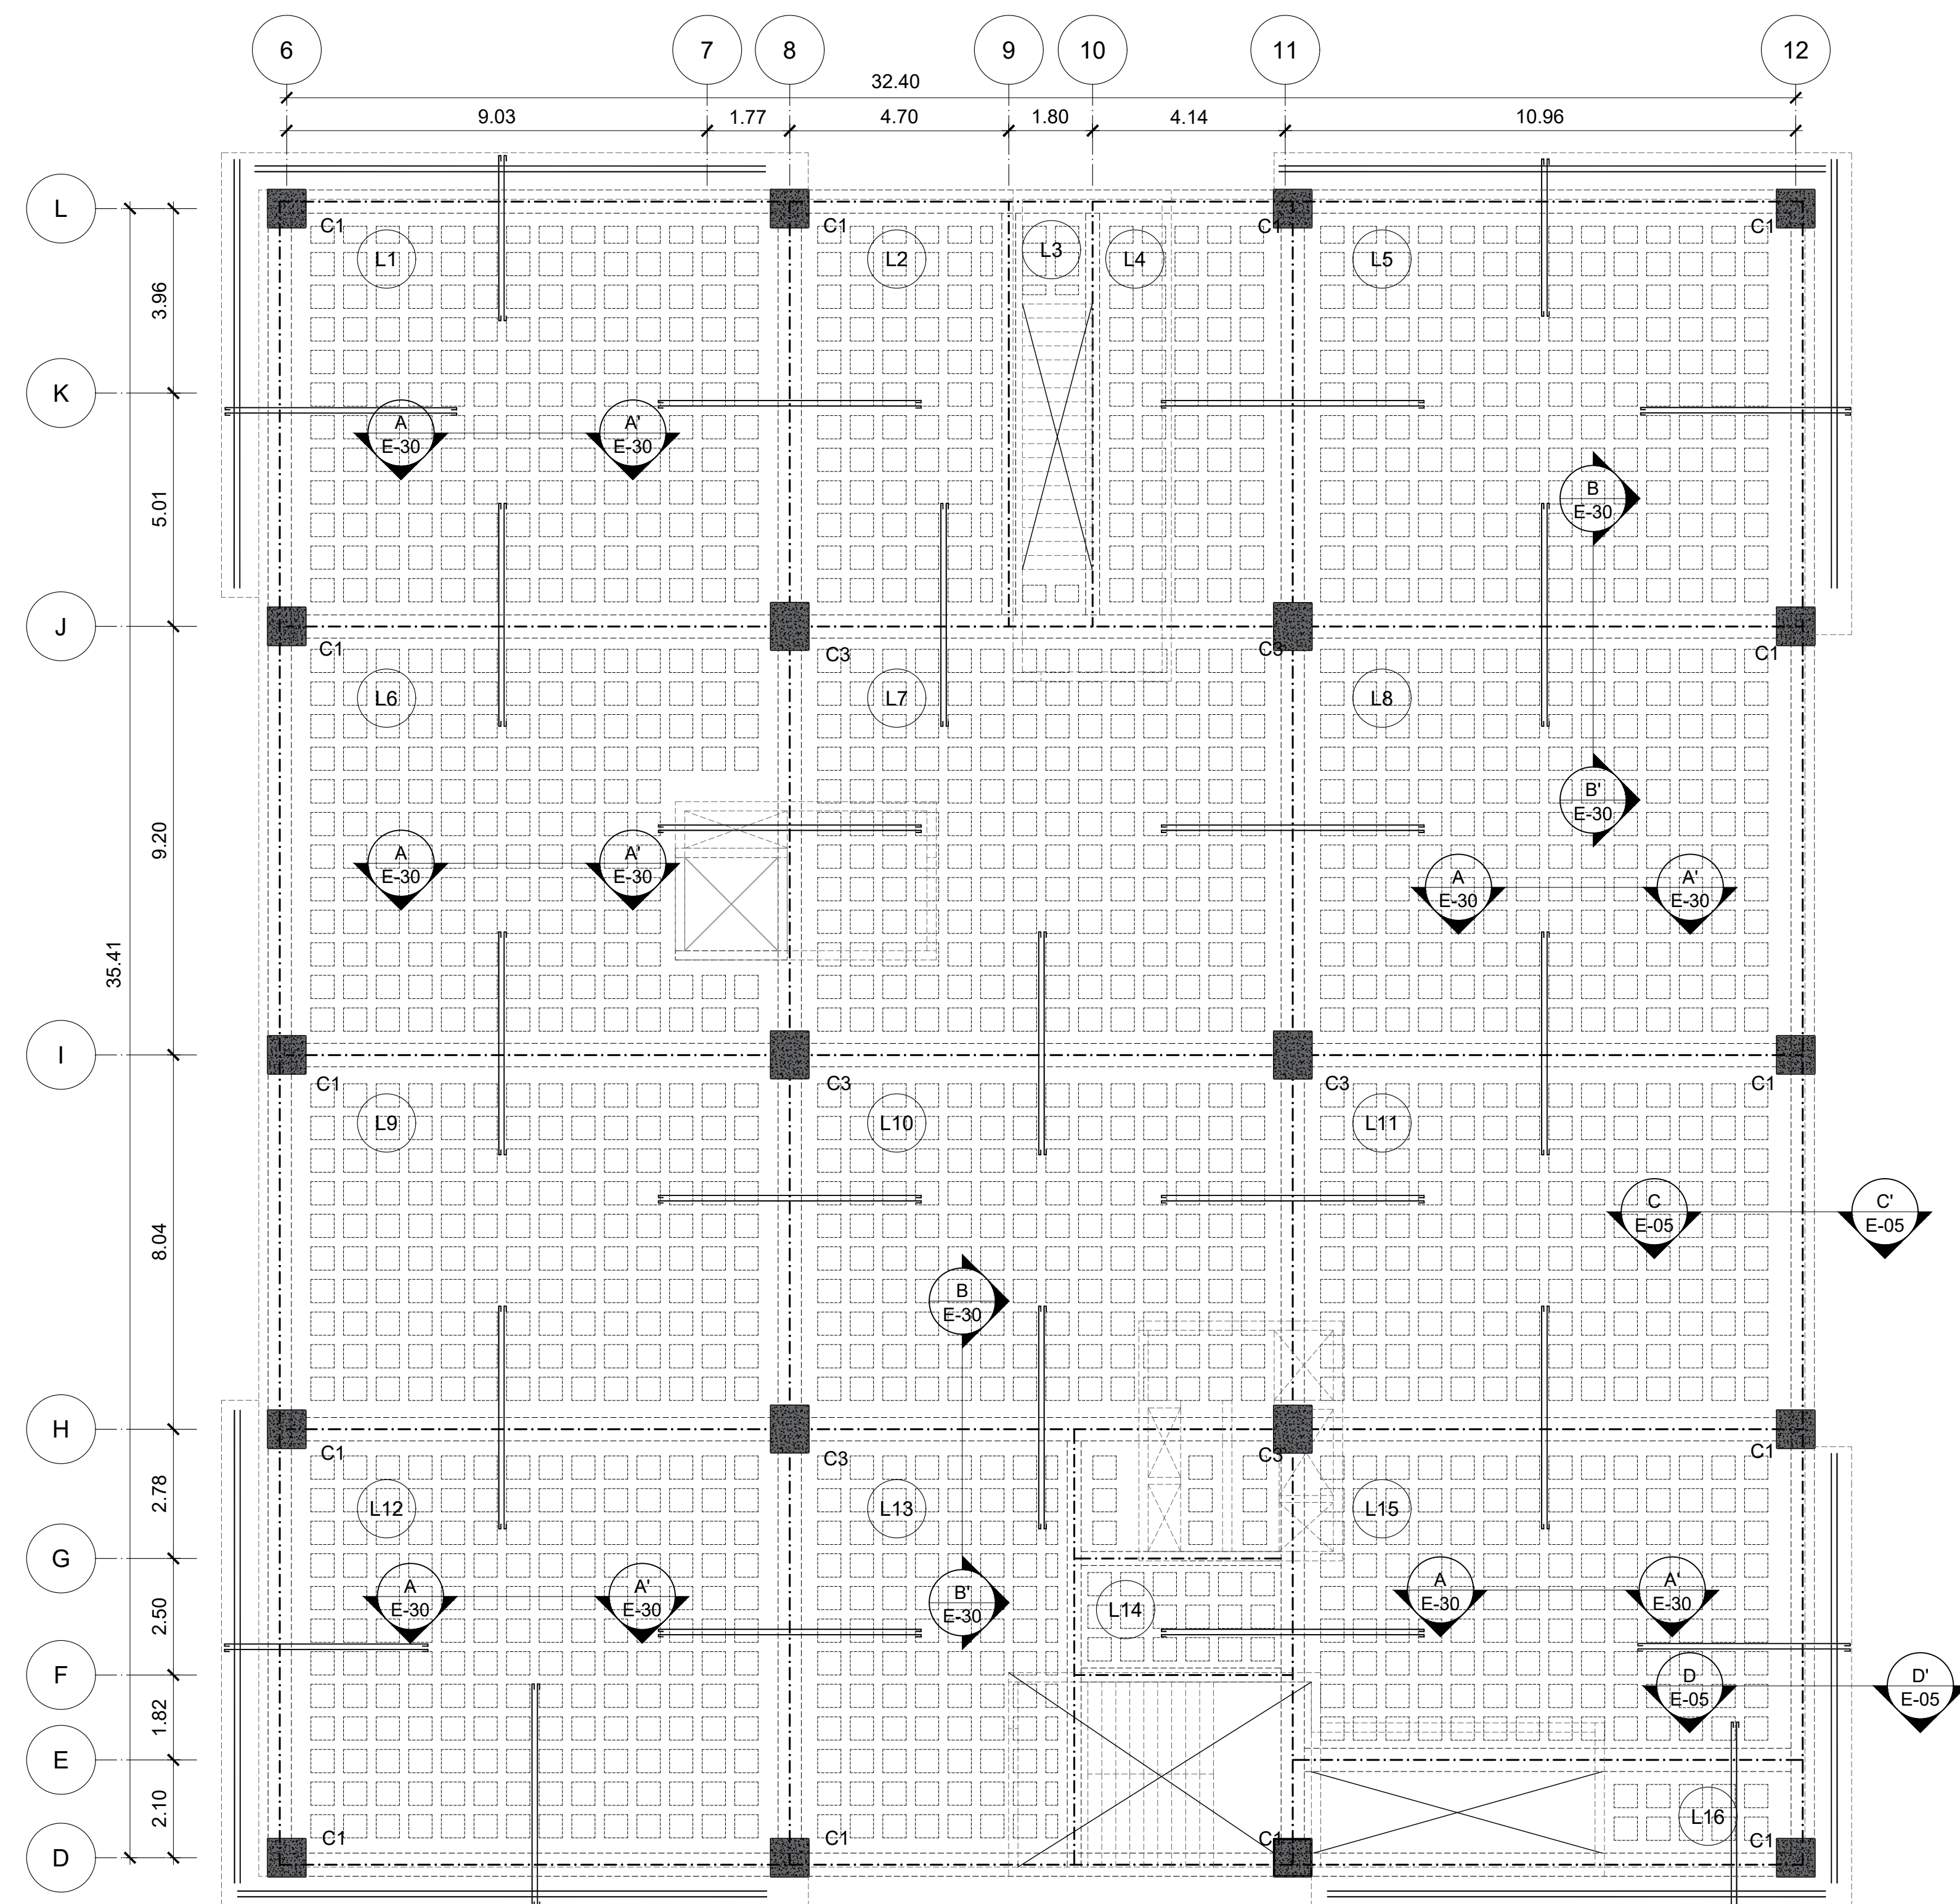 6 7 8 9 10 11 12
32.40
9.03 1.77 4.70 1.80 4.14 10.96
L
C1 C1 C1 C1
L1 L2 L3 L4 L5
3.96
K
A A'
E-30 E-30
B
E-30
5.01
J
C1 C3 C3 C1
L6 L7 L8
B'
E-30
9.20
A A' A A'
E-30 E-30 E-30 E-30
35.41
I
C1 C3 C3 C1
L9 L10 L11
C C'
E-05 E-05
8.04
B
E-30
H
C1 C3 C3 C1
2.78
L12 L13 L15
G
A A' B' A A'
E-30 E-30 E-30 E-30 E-30
L14
2.50
F
D D'
E-05 E-05
1.82
E
2.10
L16
C1 C1 C1 C1
D